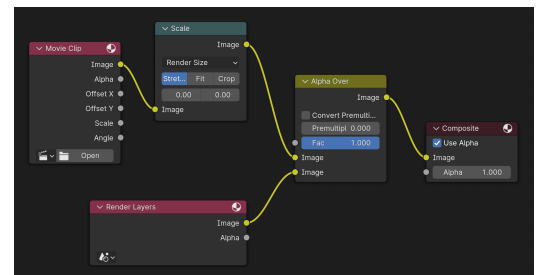 Movie Clip
Image
Alpha
Offset X
Offset Y
Scale
Angle
Open
Scale
Image
Render Size
Stret... Fit Crop
0.00 0.00
Image
Alpha Over
Image
Convert Premulti...
Premultipl 0.000
Fac 1.000
Image
Image
Composite
Use Alpha
Image
Alpha 1.000
Render Layers
Image
Alpha